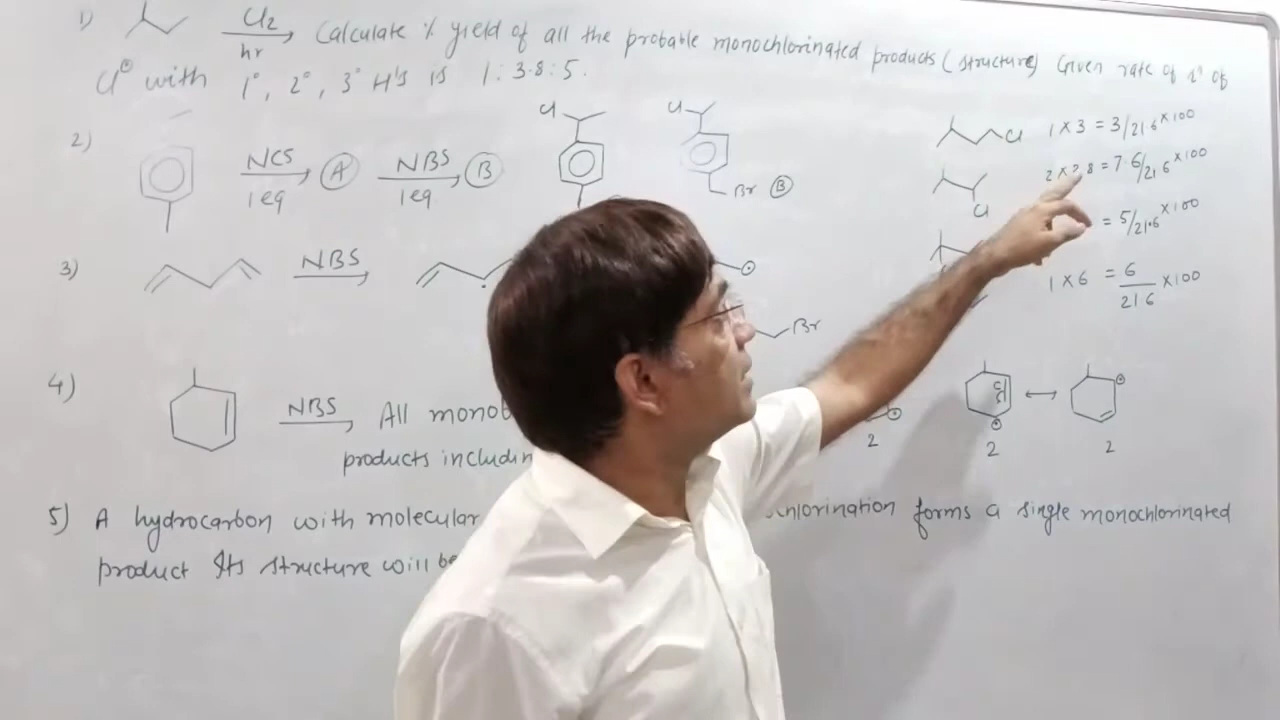 1) Cl2 hν Calculate % yield of all the probable monochlorinated products (structure) Given rate of r^n of
Cl⊙ with 1°, 2°, 3° H's is 1 : 3.8 : 5.
2) NCS 1eq A NBS 1eq B Cl Cl Br B
3) NBS Br
4) NBS All
products
5) A hydrocarbon with molecular chlorination forms a single monochlorinated
product Its structure will be
Cl 1 x 3 = 3/21.6 x 100
Cl 2 x 3.8 = 7.6/21.6 x 100
= 5/21.6 x 100
1 x 6 = 6/21.6 x 100
2 2 2